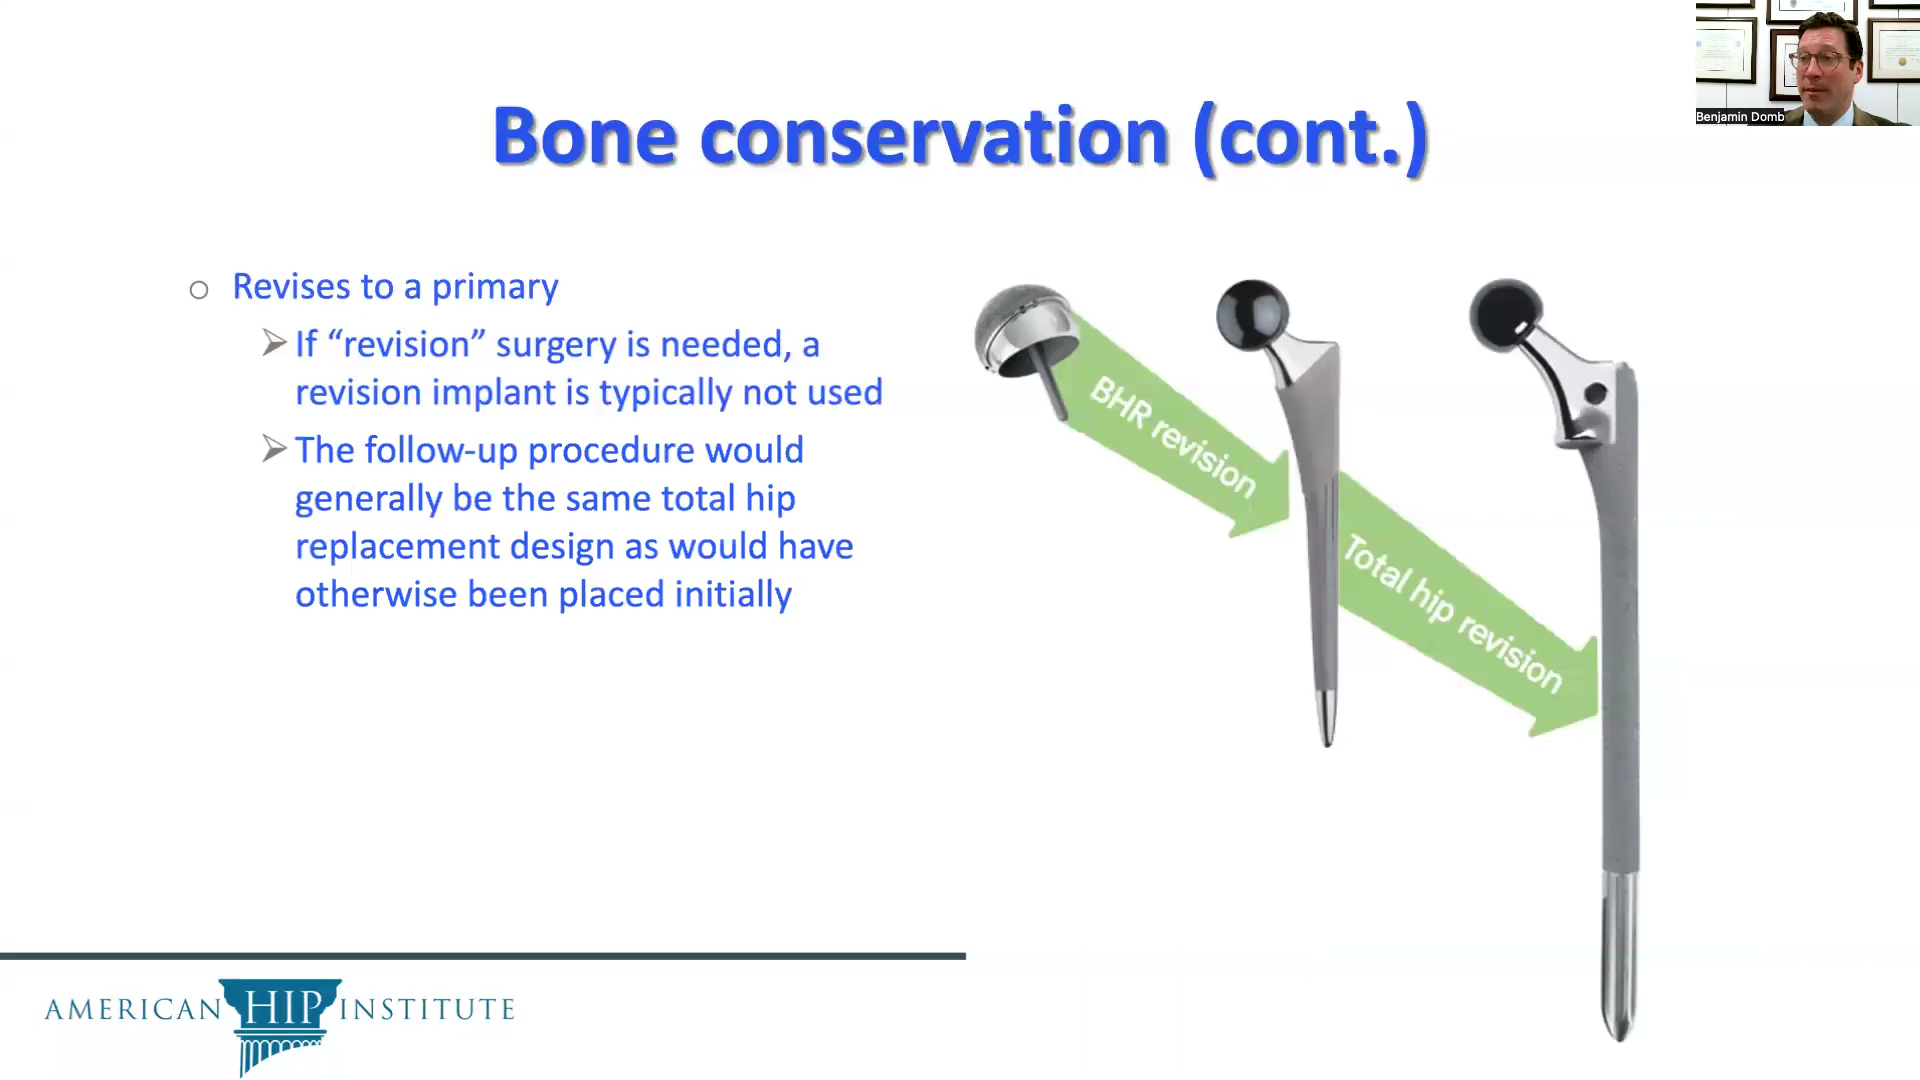 Bone conservation (cont.)
Benjamin Domb
Revises to a primary
If “revision” surgery is needed, a
revision implant is typically not used
The follow-up procedure would
generally be the same total hip
replacement design as would have
otherwise been placed initially
BHR revision
Total hip revision
AMERICAN HIP INSTITUTE